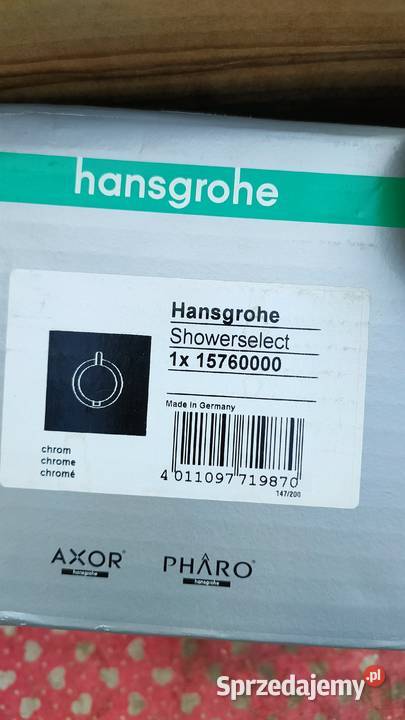 hansgrohe
Hansgrohe
Showerselect
1x 15760000
Made in Germany
4 011097 719870
147/200
chrom
chrome
chromé
AXOR®
hansgrohe
PHÂRO®
hansgrohe
Sprzedajemy.pl